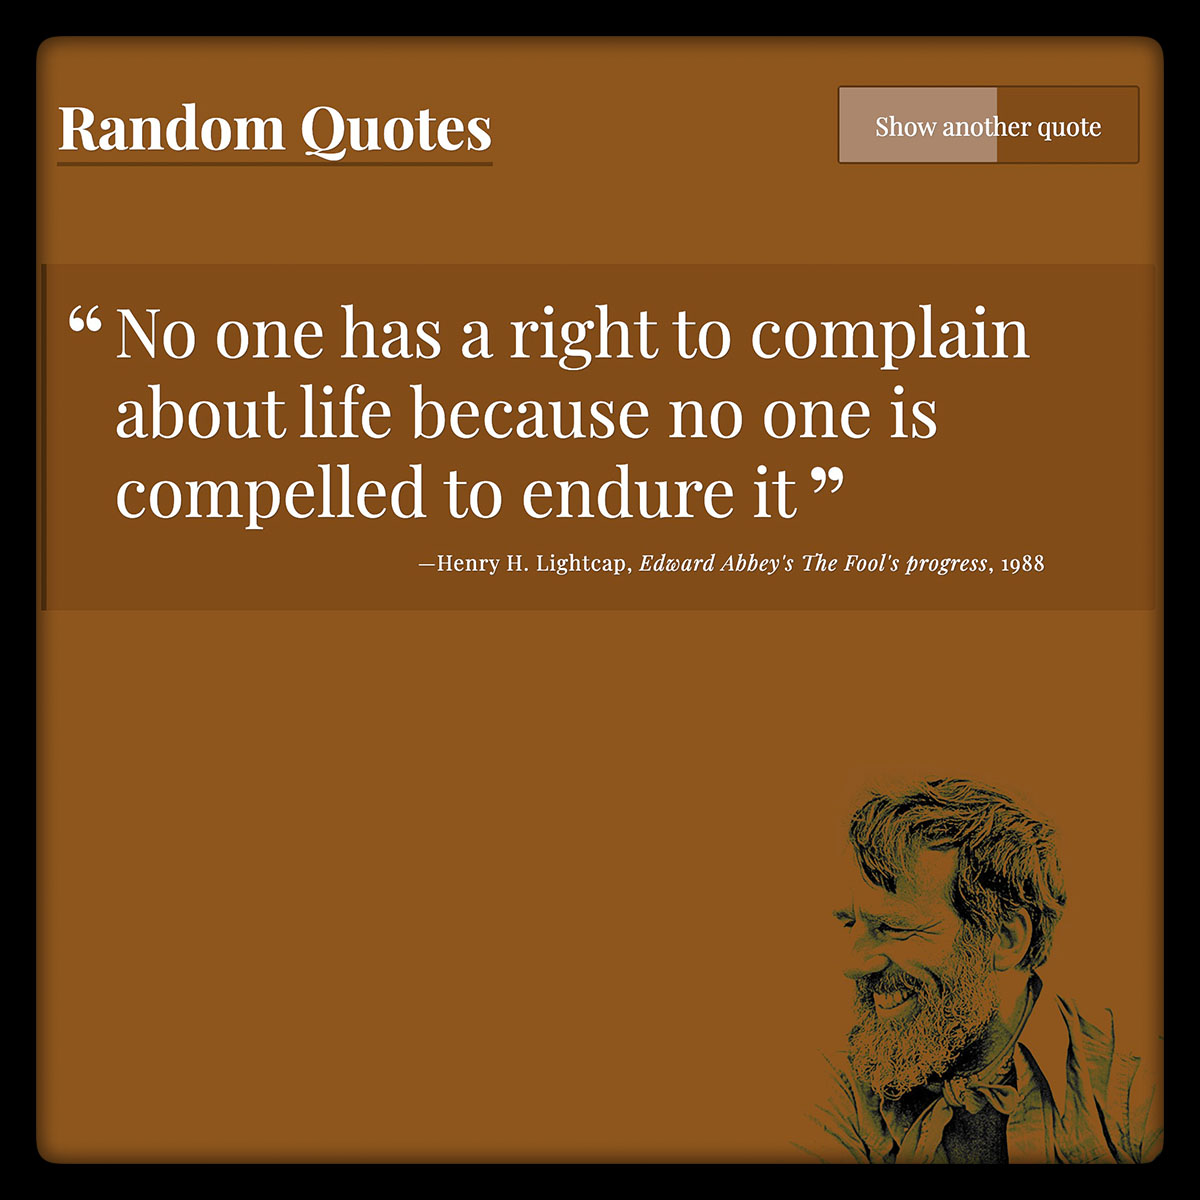 Random Quotes
Show another quote
“ No one has a right to complain
about life because no one is
compelled to endure it ”
—Henry H. Lightcap, Edward Abbey's The Fool's progress, 1988